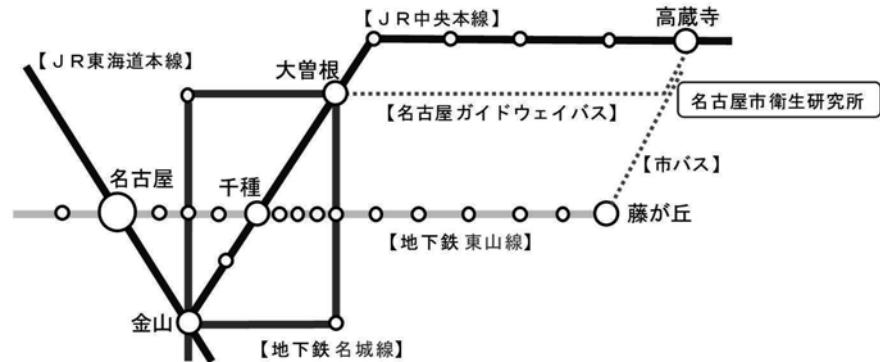 【ＪＲ中央本線】
高蔵寺
【ＪＲ東海道本線】
大曽根
【名古屋ガイドウェイバス】
名古屋市衛生研究所
【市バス】
名古屋
千種
藤が丘
【地下鉄 東山線】
金山
【地下鉄 名城線】